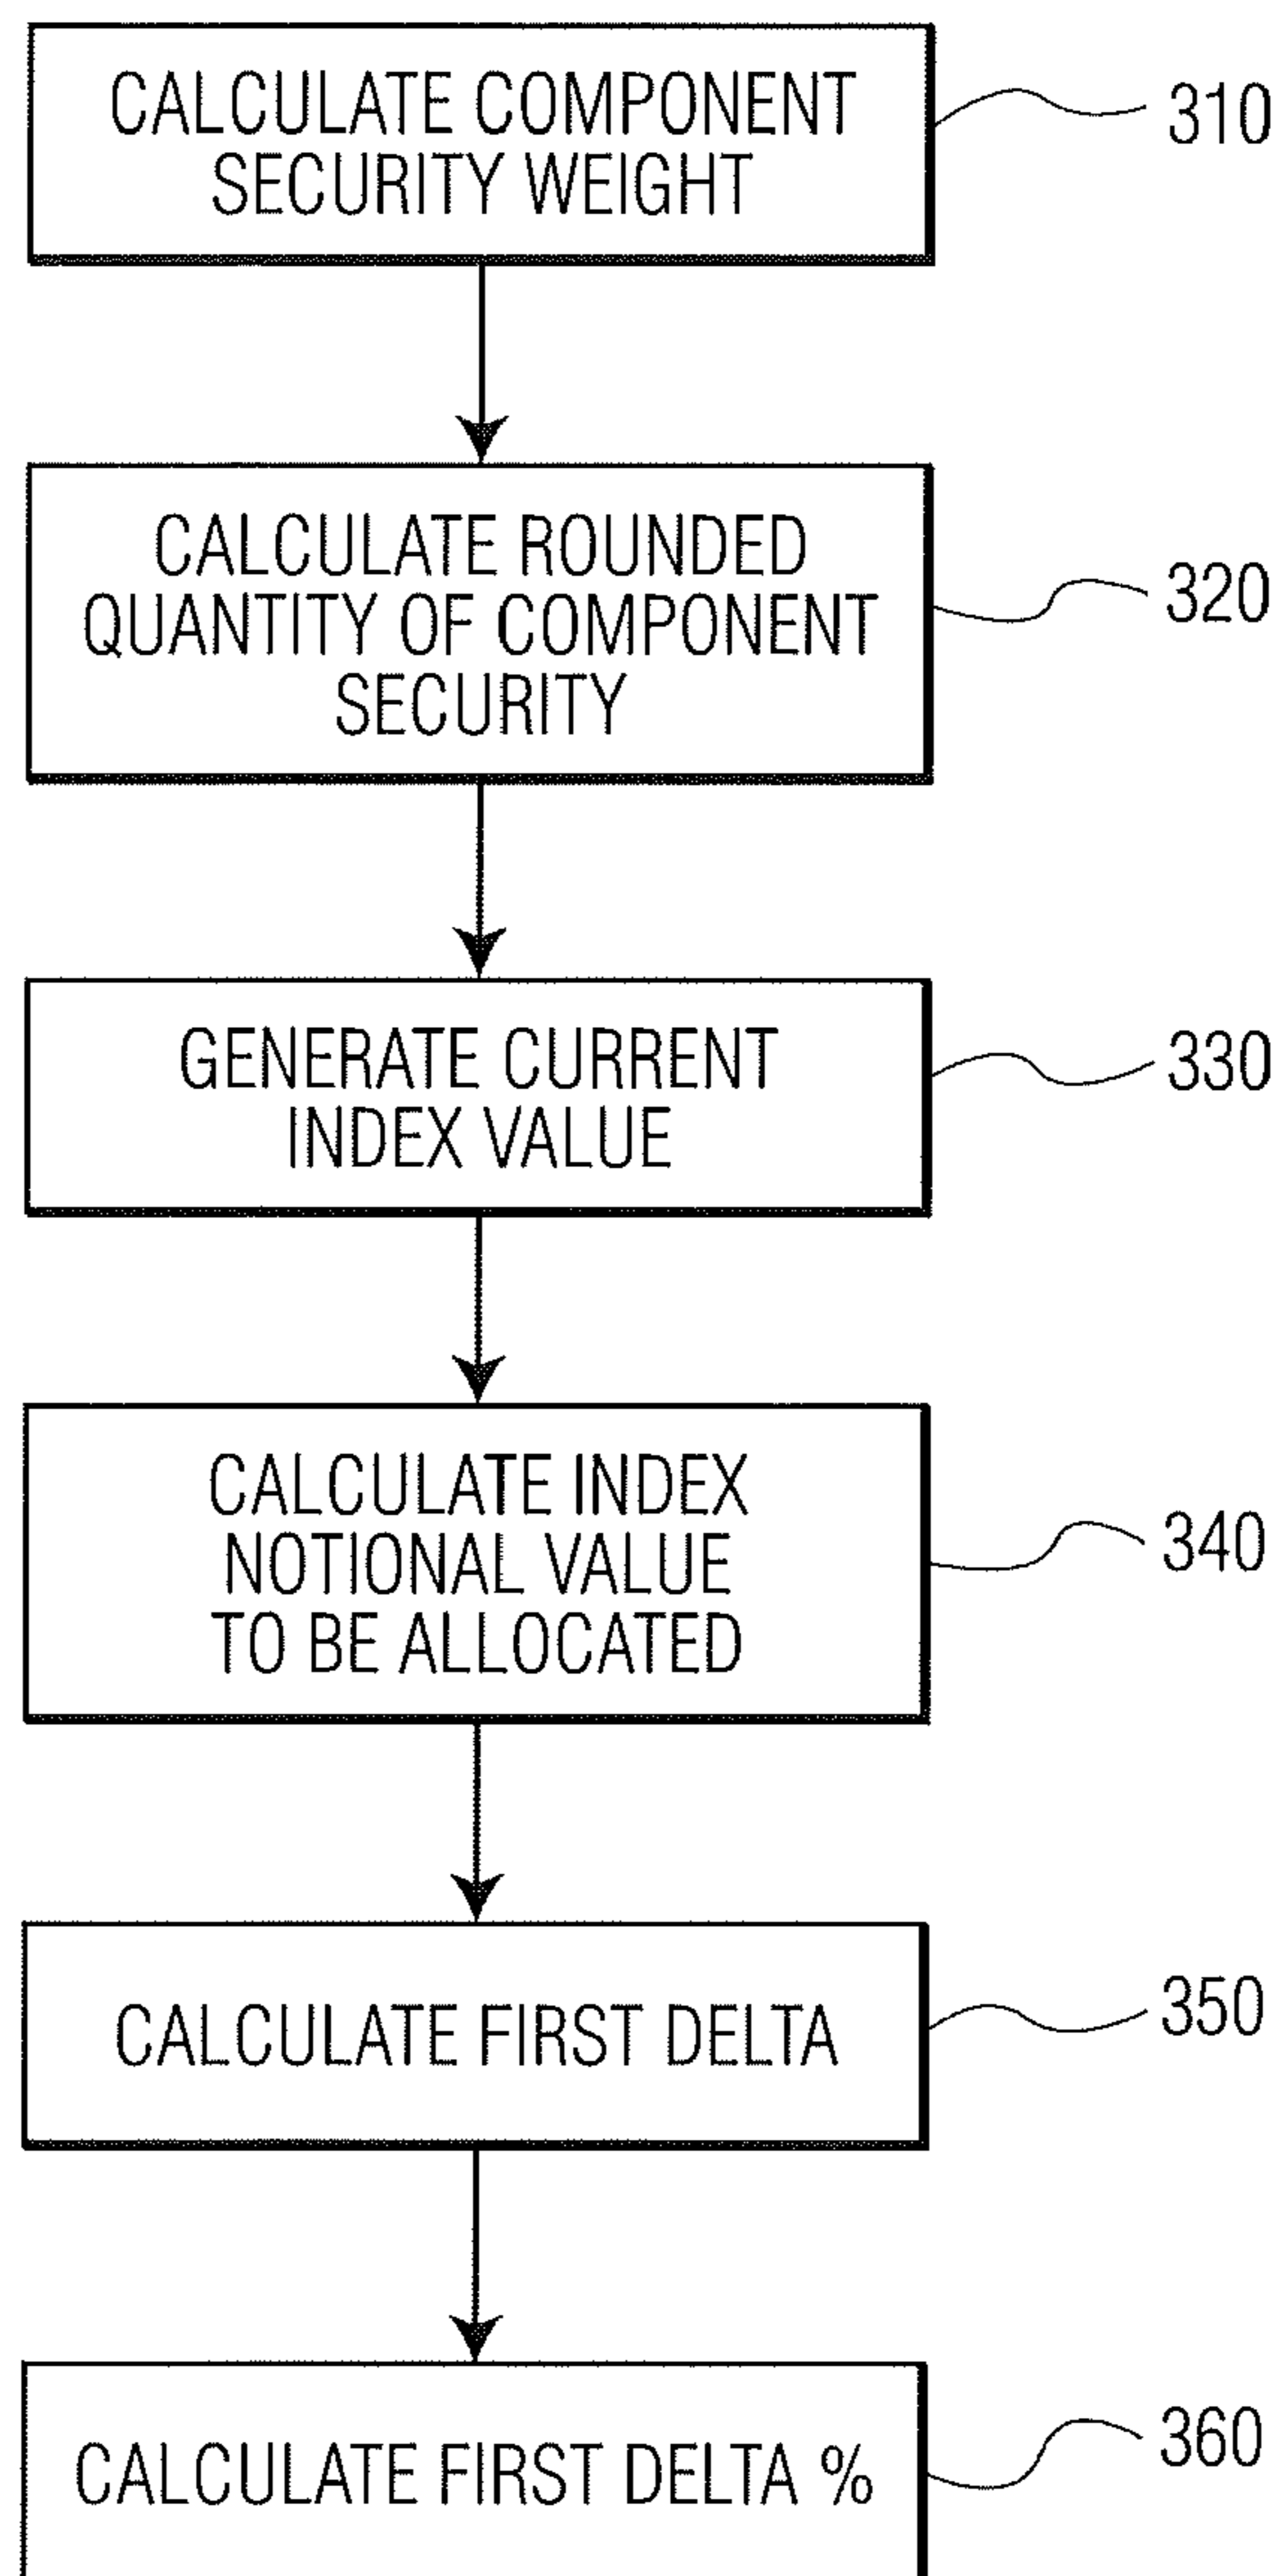 CALCULATE COMPONENT
SECURITY WEIGHT
310
CALCULATE ROUNDED
QUANTITY OF COMPONENT
SECURITY
320
GENERATE CURRENT
INDEX VALUE
330
CALCULATE INDEX
NOTIONAL VALUE
TO BE ALLOCATED
340
CALCULATE FIRST DELTA
350
CALCULATE FIRST DELTA %
360